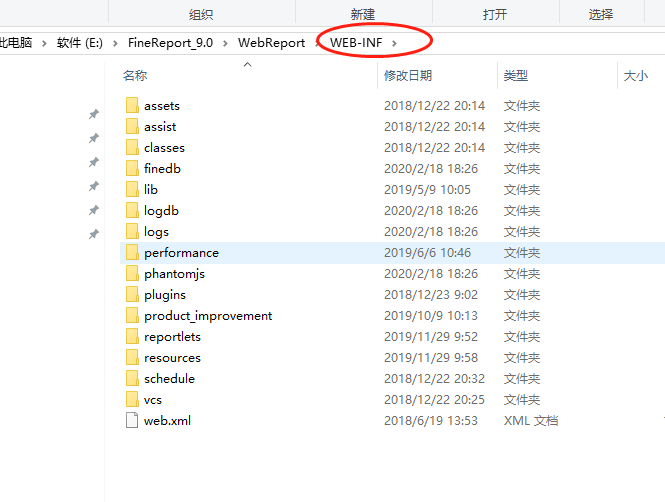 组织 新建 打开 选择
此电脑 › 软件 (E:) › FineReport_9.0 › WebReport › WEB-INF ›
名称 修改日期 类型 大小
assets 2018/12/22 20:14 文件夹
assist 2018/12/22 20:14 文件夹
classes 2018/12/22 20:14 文件夹
finedb 2020/2/18 18:26 文件夹
lib 2019/5/9 10:05 文件夹
logdb 2020/2/18 18:26 文件夹
logs 2020/2/18 18:26 文件夹
performance 2019/6/6 10:46 文件夹
phantomjs 2020/2/18 18:26 文件夹
plugins 2018/12/23 9:02 文件夹
product_improvement 2019/10/9 10:13 文件夹
reportlets 2019/11/29 9:52 文件夹
resources 2019/11/29 9:58 文件夹
schedule 2018/12/22 20:32 文件夹
vcs 2018/12/22 20:25 文件夹
web.xml 2018/6/19 13:53 XML 文档